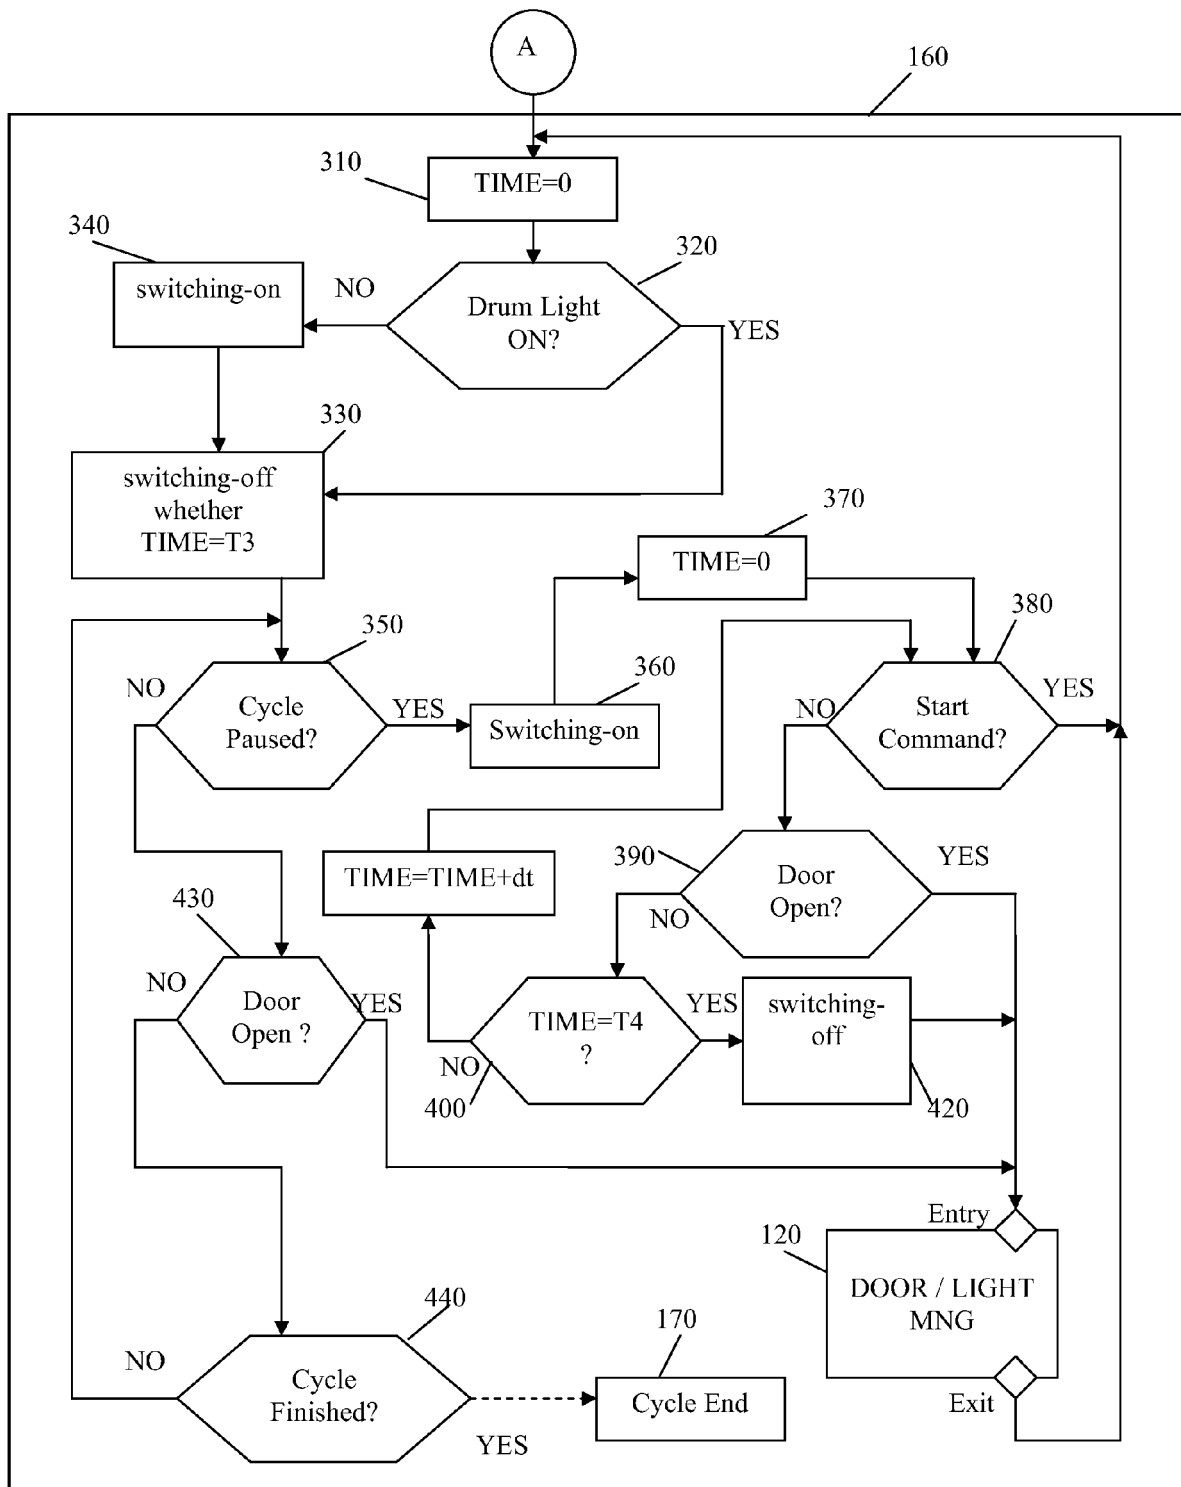 A
160
310
TIME=0
340
320
switching-on
NO
Drum Light
ON?
YES
330
switching-off
whether
TIME=T3
370
TIME=0
380
350
360
NO
Cycle
Paused?
YES
Switching-on
NO
Start
Command?
YES
390
TIME=TIME+dt
Door
Open?
YES
NO
430
NO
Door
Open ?
YES
TIME=T4
?
YES
switching-
off
NO
400
420
Entry
120
DOOR / LIGHT
MNG
Exit
440
170
NO
Cycle
Finished?
YES
Cycle End